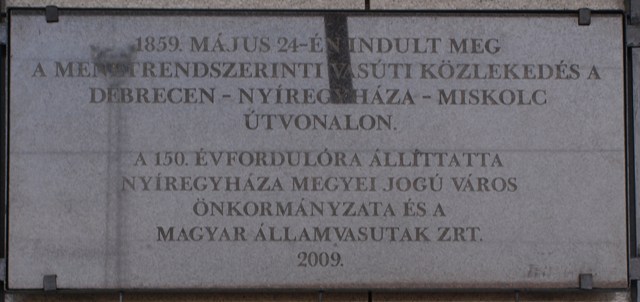 1859. MÁJUS 24-ÉN INDULT MEG
A MENETRENDSZERINTI VASÚTI KÖZLEKEDÉS A
DEBRECEN - NYÍREGYHÁZA - MISKOLC
ÚTVONALON.
A 150. ÉVFORDULÓRA ÁLLÍTTATTA
NYÍREGYHÁZA MEGYEI JOGÚ VÁROS
ÖNKORMÁNYZATA ÉS A
MAGYAR ÁLLAMVASUTAK ZRT.
2009.